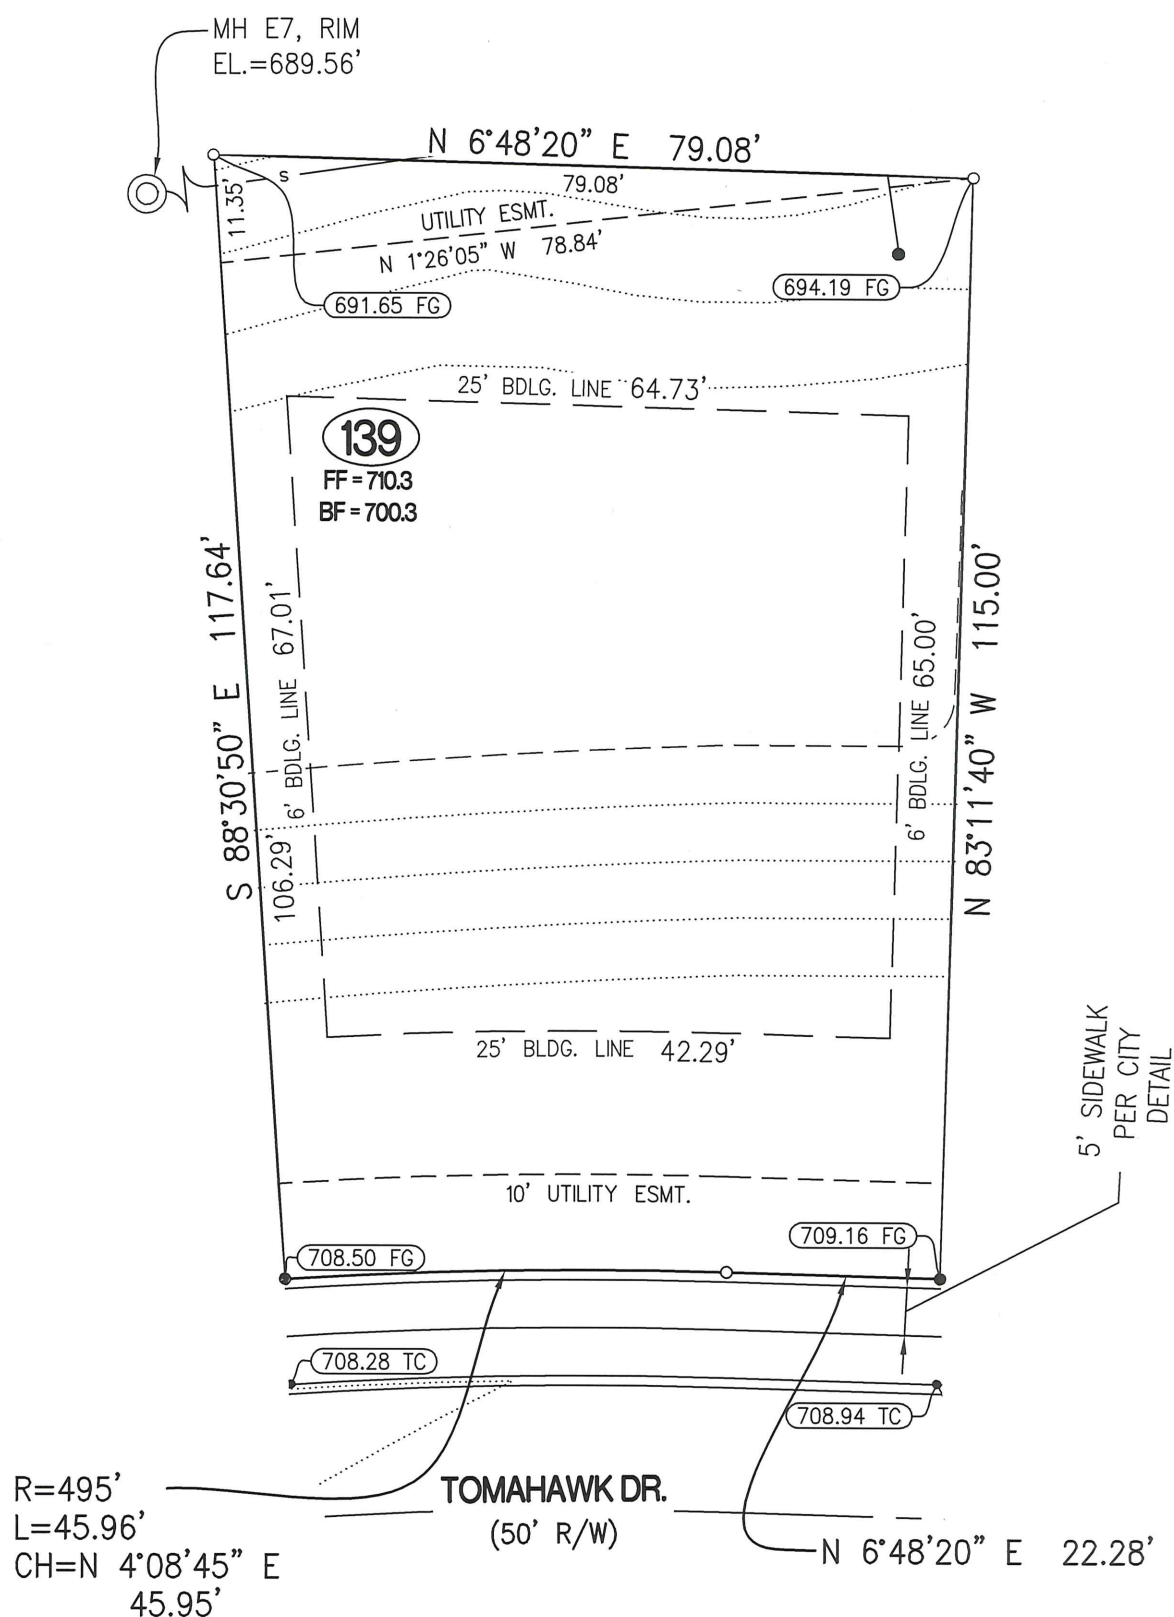 MH E7, RIM
EL.=689.56'
N 6°48'20" E 79.08'
S
79.08'
11.35'
UTILITY ESMT.
N 1°26'05" W 78.84'
691.65 FG
694.19 FG
25' BDLG. LINE 64.73'
139
FF = 710.3
BF = 700.3
S 88°30'50" E 117.64'
6' BDLG. LINE 67.01'
106.29'
6' BDLG. LINE 65.00'
N 83°11'40" W 115.00'
25' BLDG. LINE 42.29'
5' SIDEWALK
PER CITY
DETAIL
10' UTILITY ESMT.
708.50 FG
709.16 FG
708.28 TC
708.94 TC
R=495'
L=45.96'
CH=N 4°08'45" E
45.95'
TOMAHAWK DR.
(50' R/W)
N 6°48'20" E 22.28'